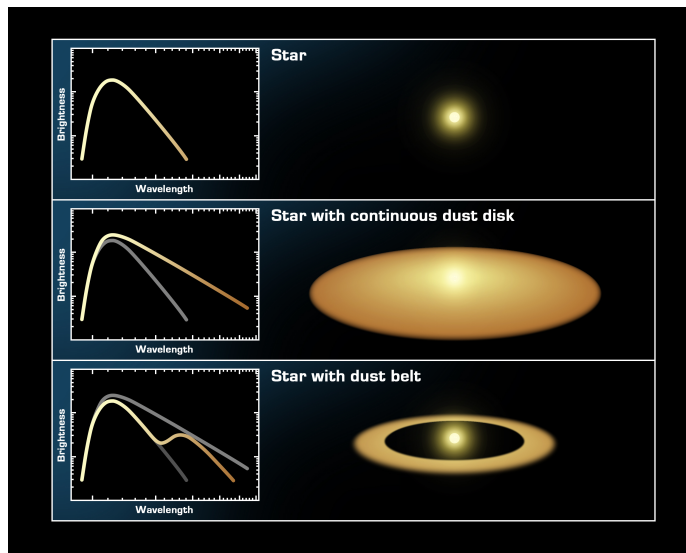 Star
Brightness
Wavelength
Star with continuous dust disk
Brightness
Wavelength
Star with dust belt
Brightness
Wavelength